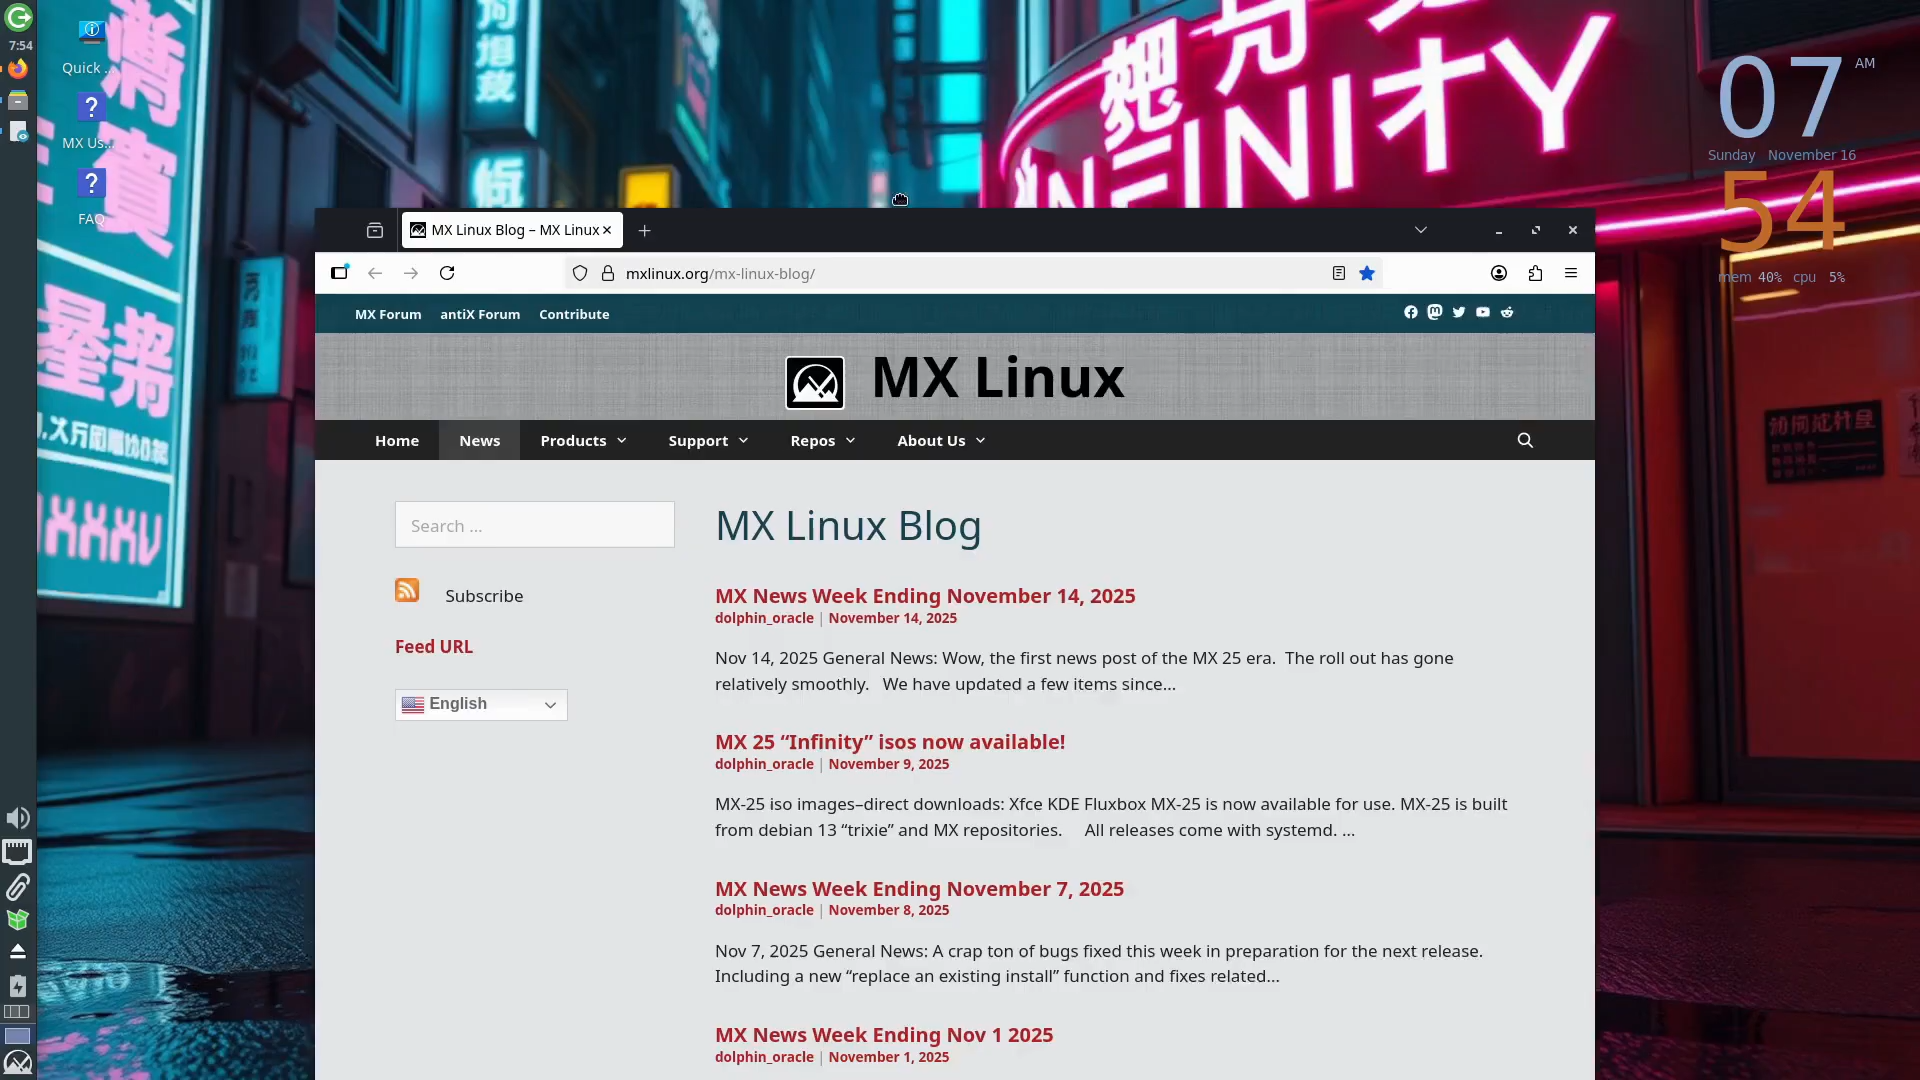 7:54
Quick ...
MX Us...
FAQ
INFINITY
XXXV
07 AM
Sunday November 16
54
mem 40% cpu 5%
MX Linux Blog – MX Linux
mxlinux.org/mx-linux-blog/
MX Forum antiX Forum Contribute
MX Linux
Home News Products Support Repos About Us
Search ...
Subscribe
Feed URL
English
MX Linux Blog
MX News Week Ending November 14, 2025
dolphin_oracle | November 14, 2025
Nov 14, 2025 General News: Wow, the first news post of the MX 25 era. The roll out has gone
relatively smoothly. We have updated a few items since...
MX 25 “Infinity” isos now available!
dolphin_oracle | November 9, 2025
MX-25 iso images–direct downloads: Xfce KDE Fluxbox MX-25 is now available for use. MX-25 is built
from debian 13 “trixie” and MX repositories. All releases come with systemd. ...
MX News Week Ending November 7, 2025
dolphin_oracle | November 8, 2025
Nov 7, 2025 General News: A crap ton of bugs fixed this week in preparation for the next release.
Including a new “replace an existing install” function and fixes related...
MX News Week Ending Nov 1 2025
dolphin_oracle | November 1, 2025